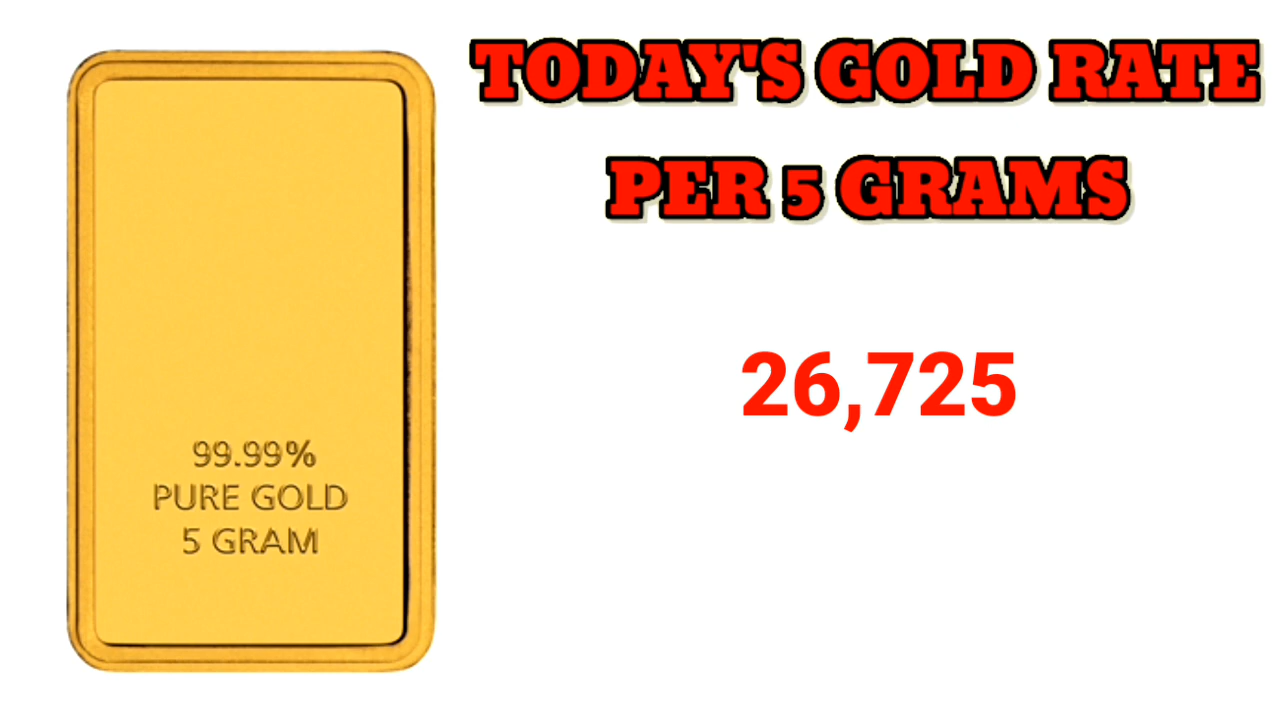 TODAY'S GOLD RATE
PER 5 GRAMS
26,725
99.99%
PURE GOLD
5 GRAM